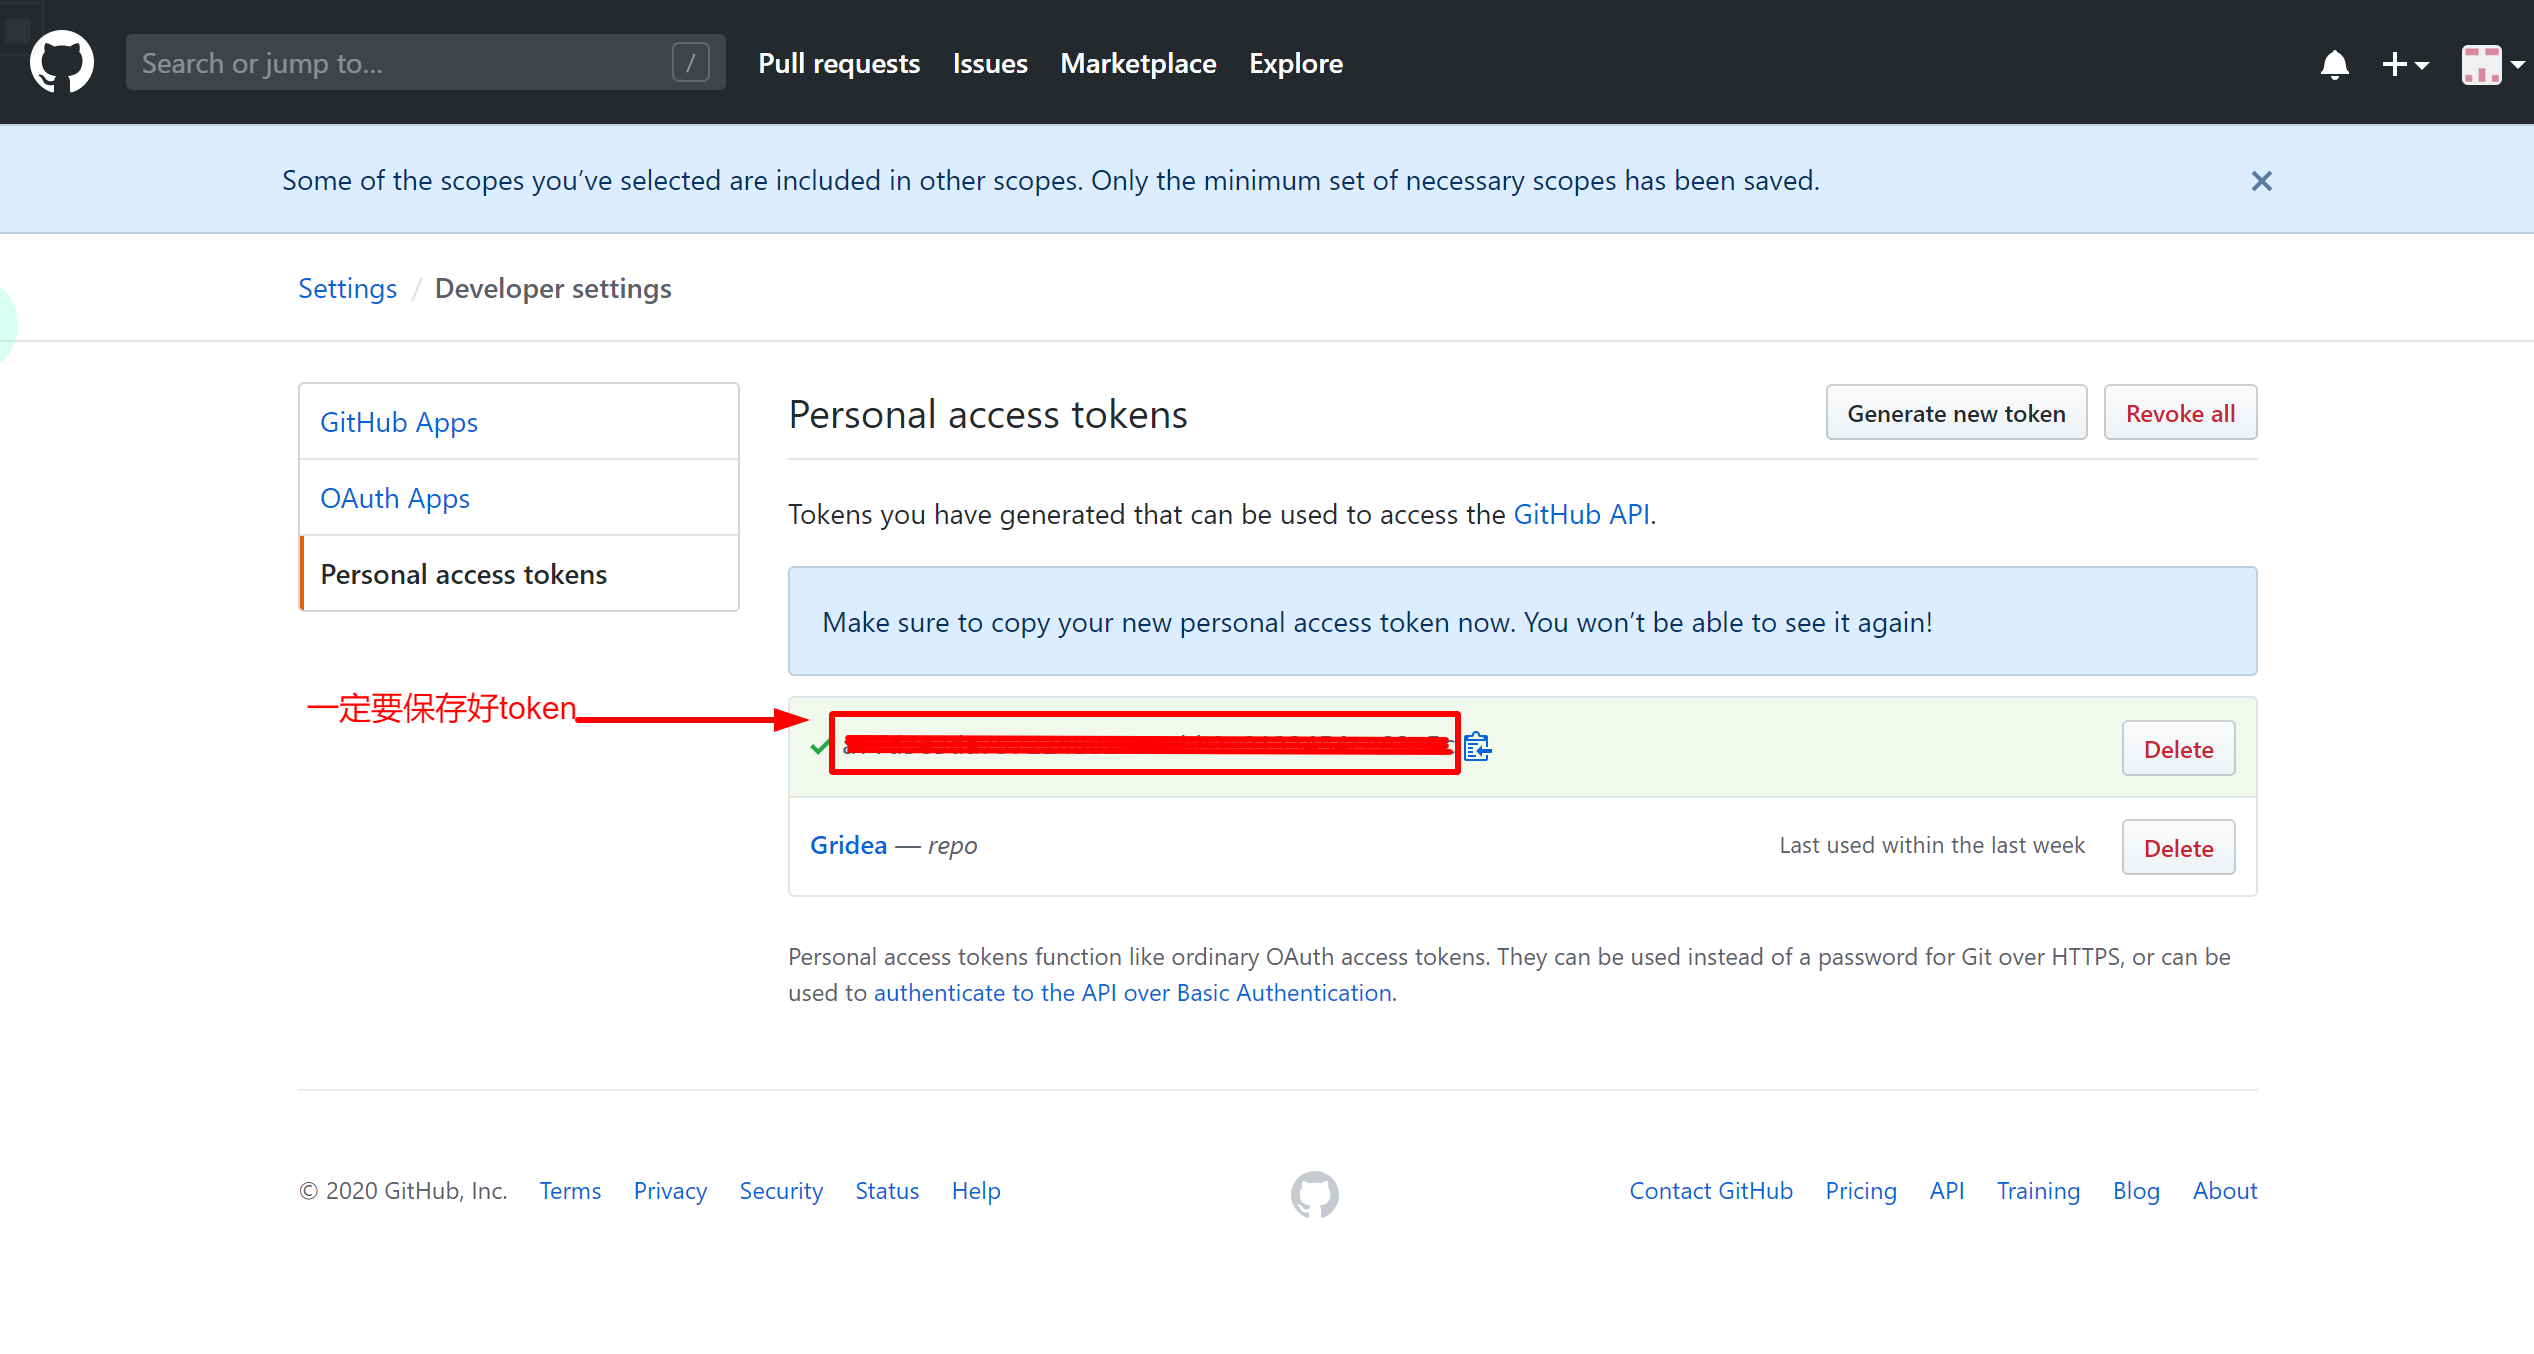 Search or jump to... /
Pull requests Issues Marketplace Explore
Some of the scopes you’ve selected are included in other scopes. Only the minimum set of necessary scopes has been saved.
Settings / Developer settings
GitHub Apps
OAuth Apps
Personal access tokens
Personal access tokens
Generate new token Revoke all
Tokens you have generated that can be used to access the GitHub API.
Make sure to copy your new personal access token now. You won’t be able to see it again!
一定要保存好token
Delete
Gridea — repo Last used within the last week Delete
Personal access tokens function like ordinary OAuth access tokens. They can be used instead of a password for Git over HTTPS, or can be
used to authenticate to the API over Basic Authentication.
© 2020 GitHub, Inc. Terms Privacy Security Status Help Contact GitHub Pricing API Training Blog About